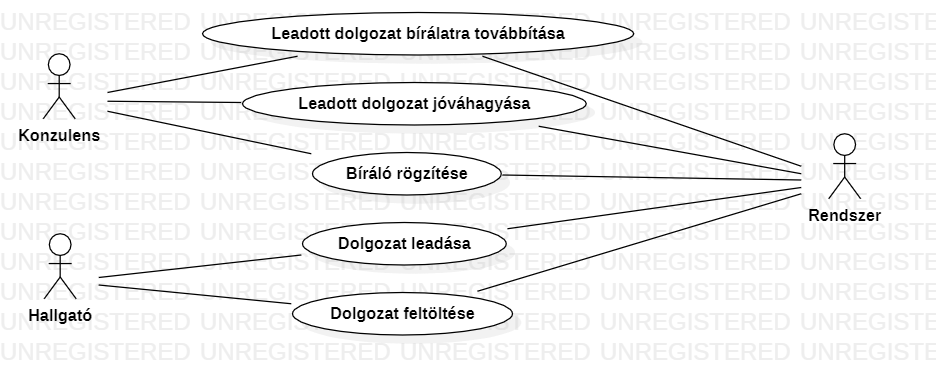 Leadott dolgozat bírálatra továbbítása
Leadott dolgozat jóváhagyása
Konzulens
Bíráló rögzítése
Rendszer
Dolgozat leadása
Hallgató
Dolgozat feltöltése
UNREGISTERED UNREGISTERED UNREGISTERED UNREGISTERED UNREGISTE